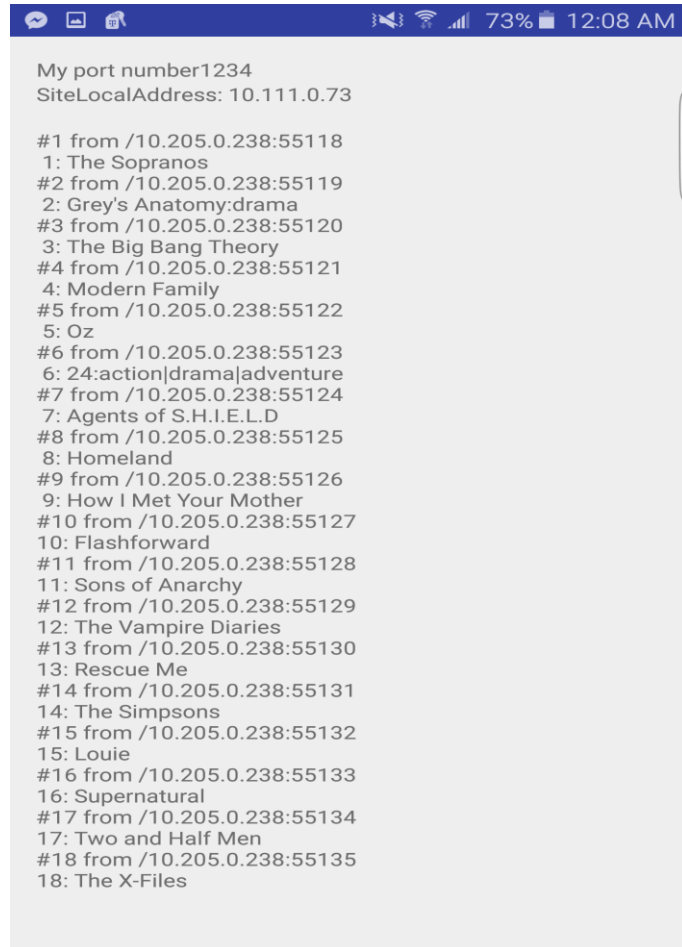 73% 12:08 AM
My port number1234
SiteLocalAddress: 10.111.0.73
#1 from /10.205.0.238:55118
1: The Sopranos
#2 from /10.205.0.238:55119
2: Grey's Anatomy:drama
#3 from /10.205.0.238:55120
3: The Big Bang Theory
#4 from /10.205.0.238:55121
4: Modern Family
#5 from /10.205.0.238:55122
5: Oz
#6 from /10.205.0.238:55123
6: 24:action|drama|adventure
#7 from /10.205.0.238:55124
7: Agents of S.H.I.E.L.D
#8 from /10.205.0.238:55125
8: Homeland
#9 from /10.205.0.238:55126
9: How I Met Your Mother
#10 from /10.205.0.238:55127
10: Flashforward
#11 from /10.205.0.238:55128
11: Sons of Anarchy
#12 from /10.205.0.238:55129
12: The Vampire Diaries
#13 from /10.205.0.238:55130
13: Rescue Me
#14 from /10.205.0.238:55131
14: The Simpsons
#15 from /10.205.0.238:55132
15: Louie
#16 from /10.205.0.238:55133
16: Supernatural
#17 from /10.205.0.238:55134
17: Two and Half Men
#18 from /10.205.0.238:55135
18: The X-Files